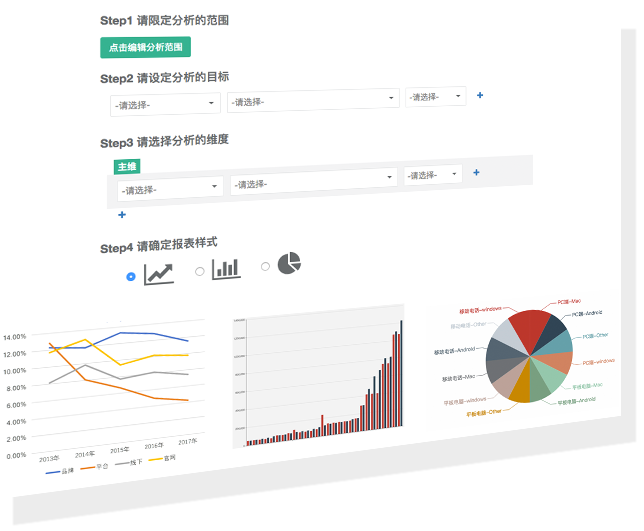 Step1 请限定分析的范围
点击编辑分析范围
Step2 请设定分析的目标
-请选择- -请选择- -请选择- +
Step3 请选择分析的维度
主维
-请选择- -请选择- -请选择- +
+
Step4 请确定报表样式
14.00%
12.00%
10.00%
8.00%
6.00%
4.00%
2.00%
0.00%
2013年 2014年 2015年 2016年 2017年
品牌 平台 线下 官网
移动电话-windows
移动电话-Other
移动电话-Android
移动电话-Mac
平板电脑-windows
平板电脑-Other
PC端-Mac
PC端-Android
PC端-Other
PC端-windows
平板电脑-Mac
平板电脑-Android